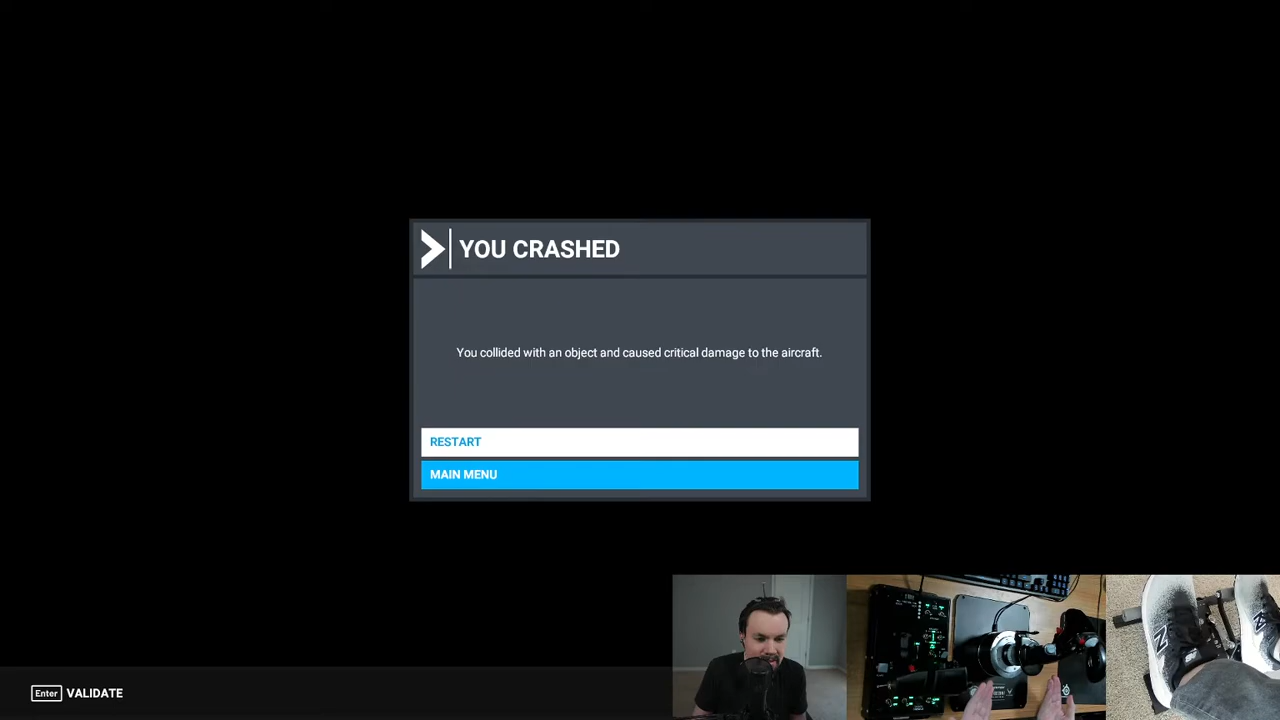 YOU CRASHED
You collided with an object and caused critical damage to the aircraft.
RESTART
MAIN MENU
Enter VALIDATE